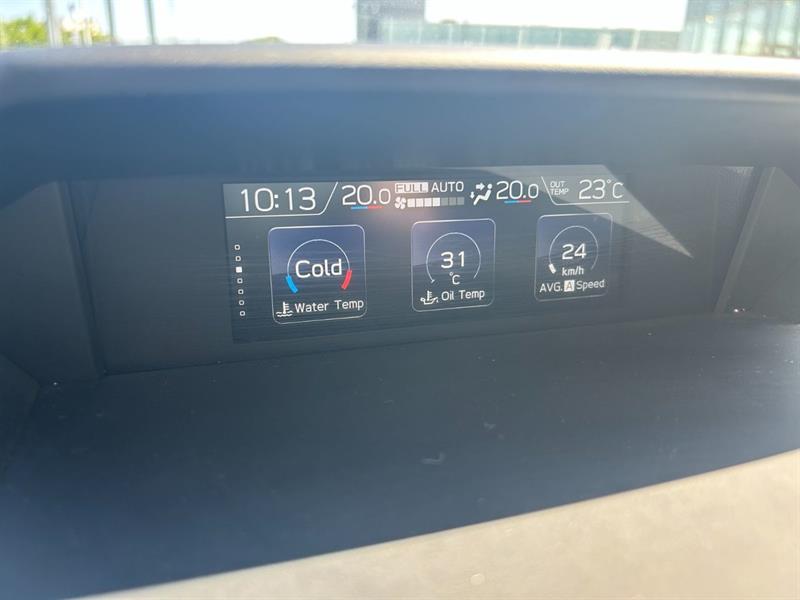 10:13 20.0 FULL AUTO 20.0 OUT TEMP 23°C
Cold
Water Temp
31
°C
Oil Temp
24
km/h
AVG. A Speed